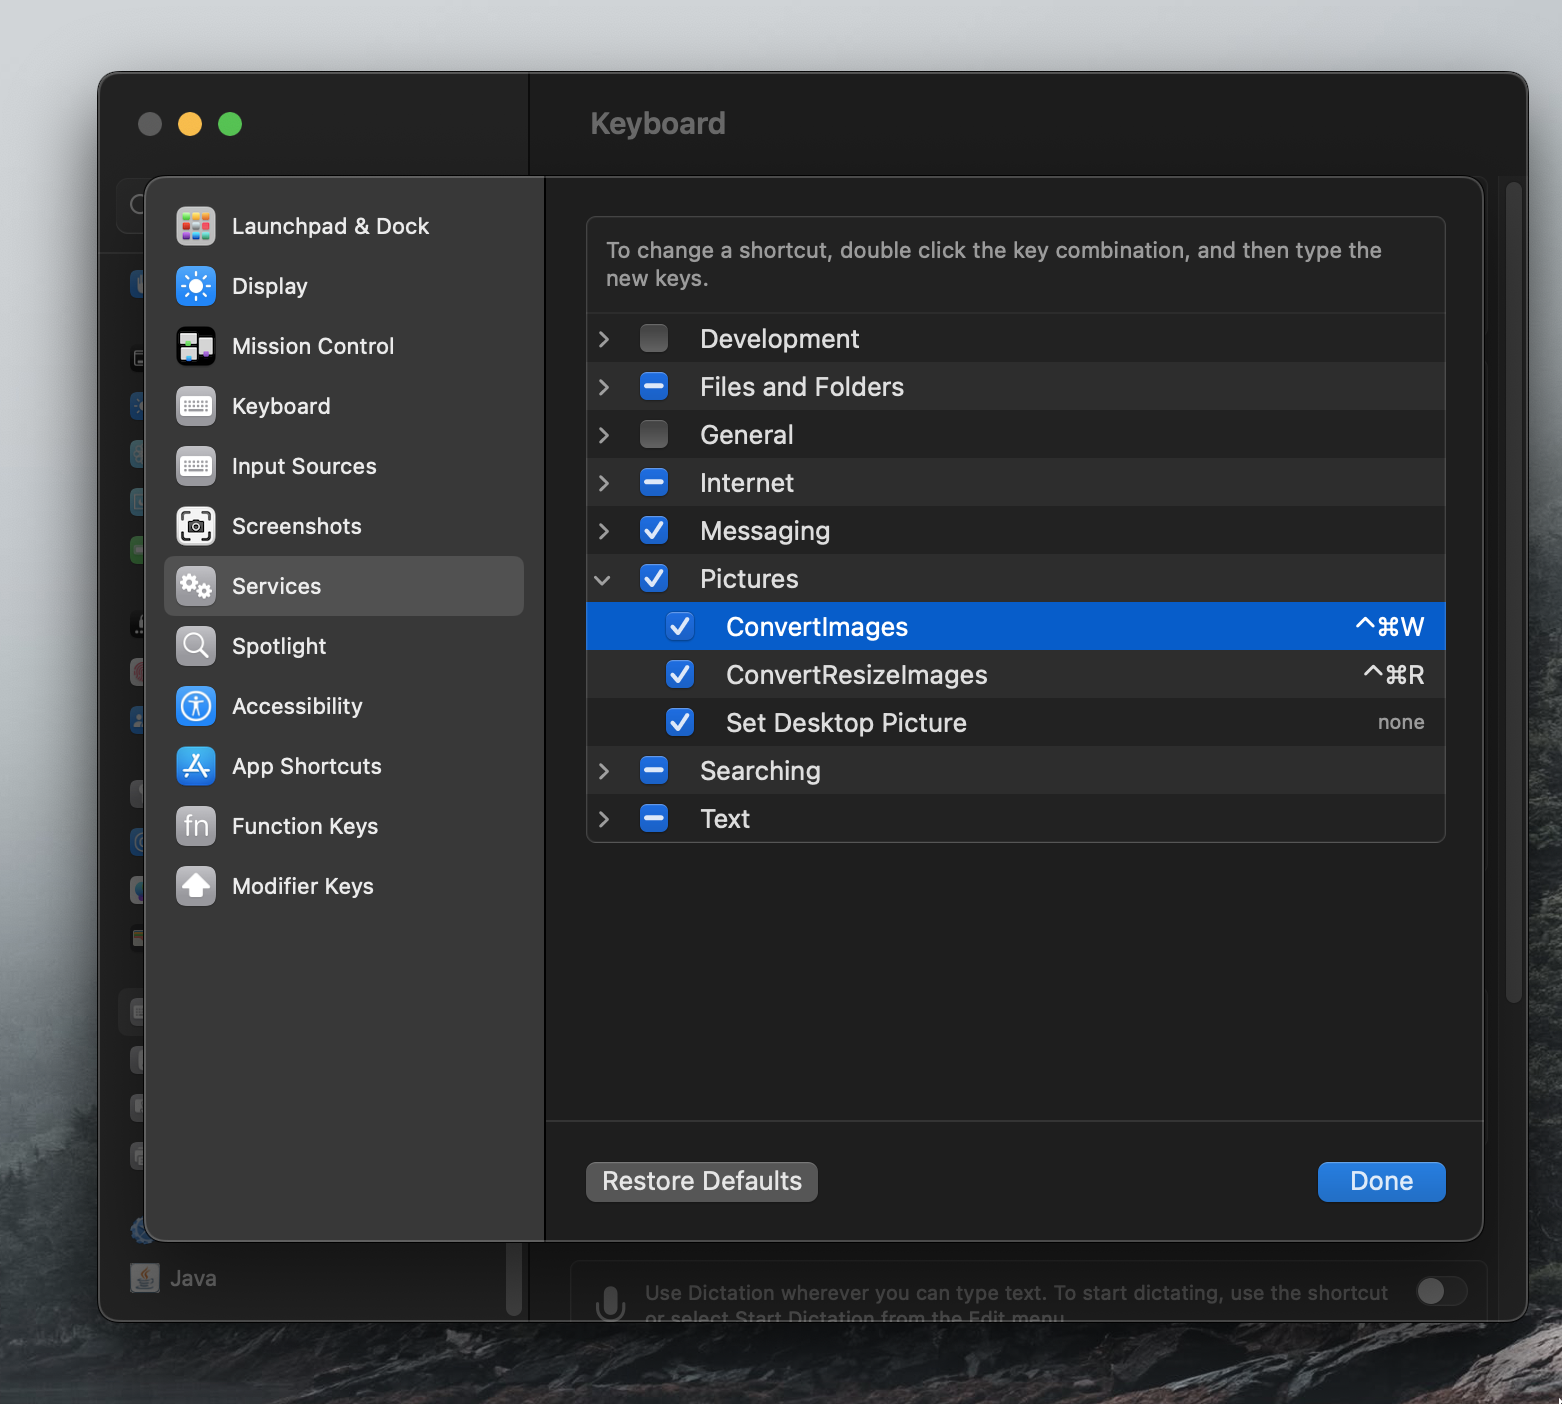 Keyboard
Launchpad & Dock
Display
Mission Control
Keyboard
Input Sources
Screenshots
Services
Spotlight
Accessibility
App Shortcuts
fn Function Keys
Modifier Keys
To change a shortcut, double click the key combination, and then type the
new keys.
Development
Files and Folders
General
Internet
Messaging
Pictures
ConvertImages ^⌘W
ConvertResizeImages ^⌘R
Set Desktop Picture none
Searching
Text
Restore Defaults
Done
Java
Use Dictation wherever you can type text. To start dictating, use the shortcut
or select Start Dictation from the Edit menu